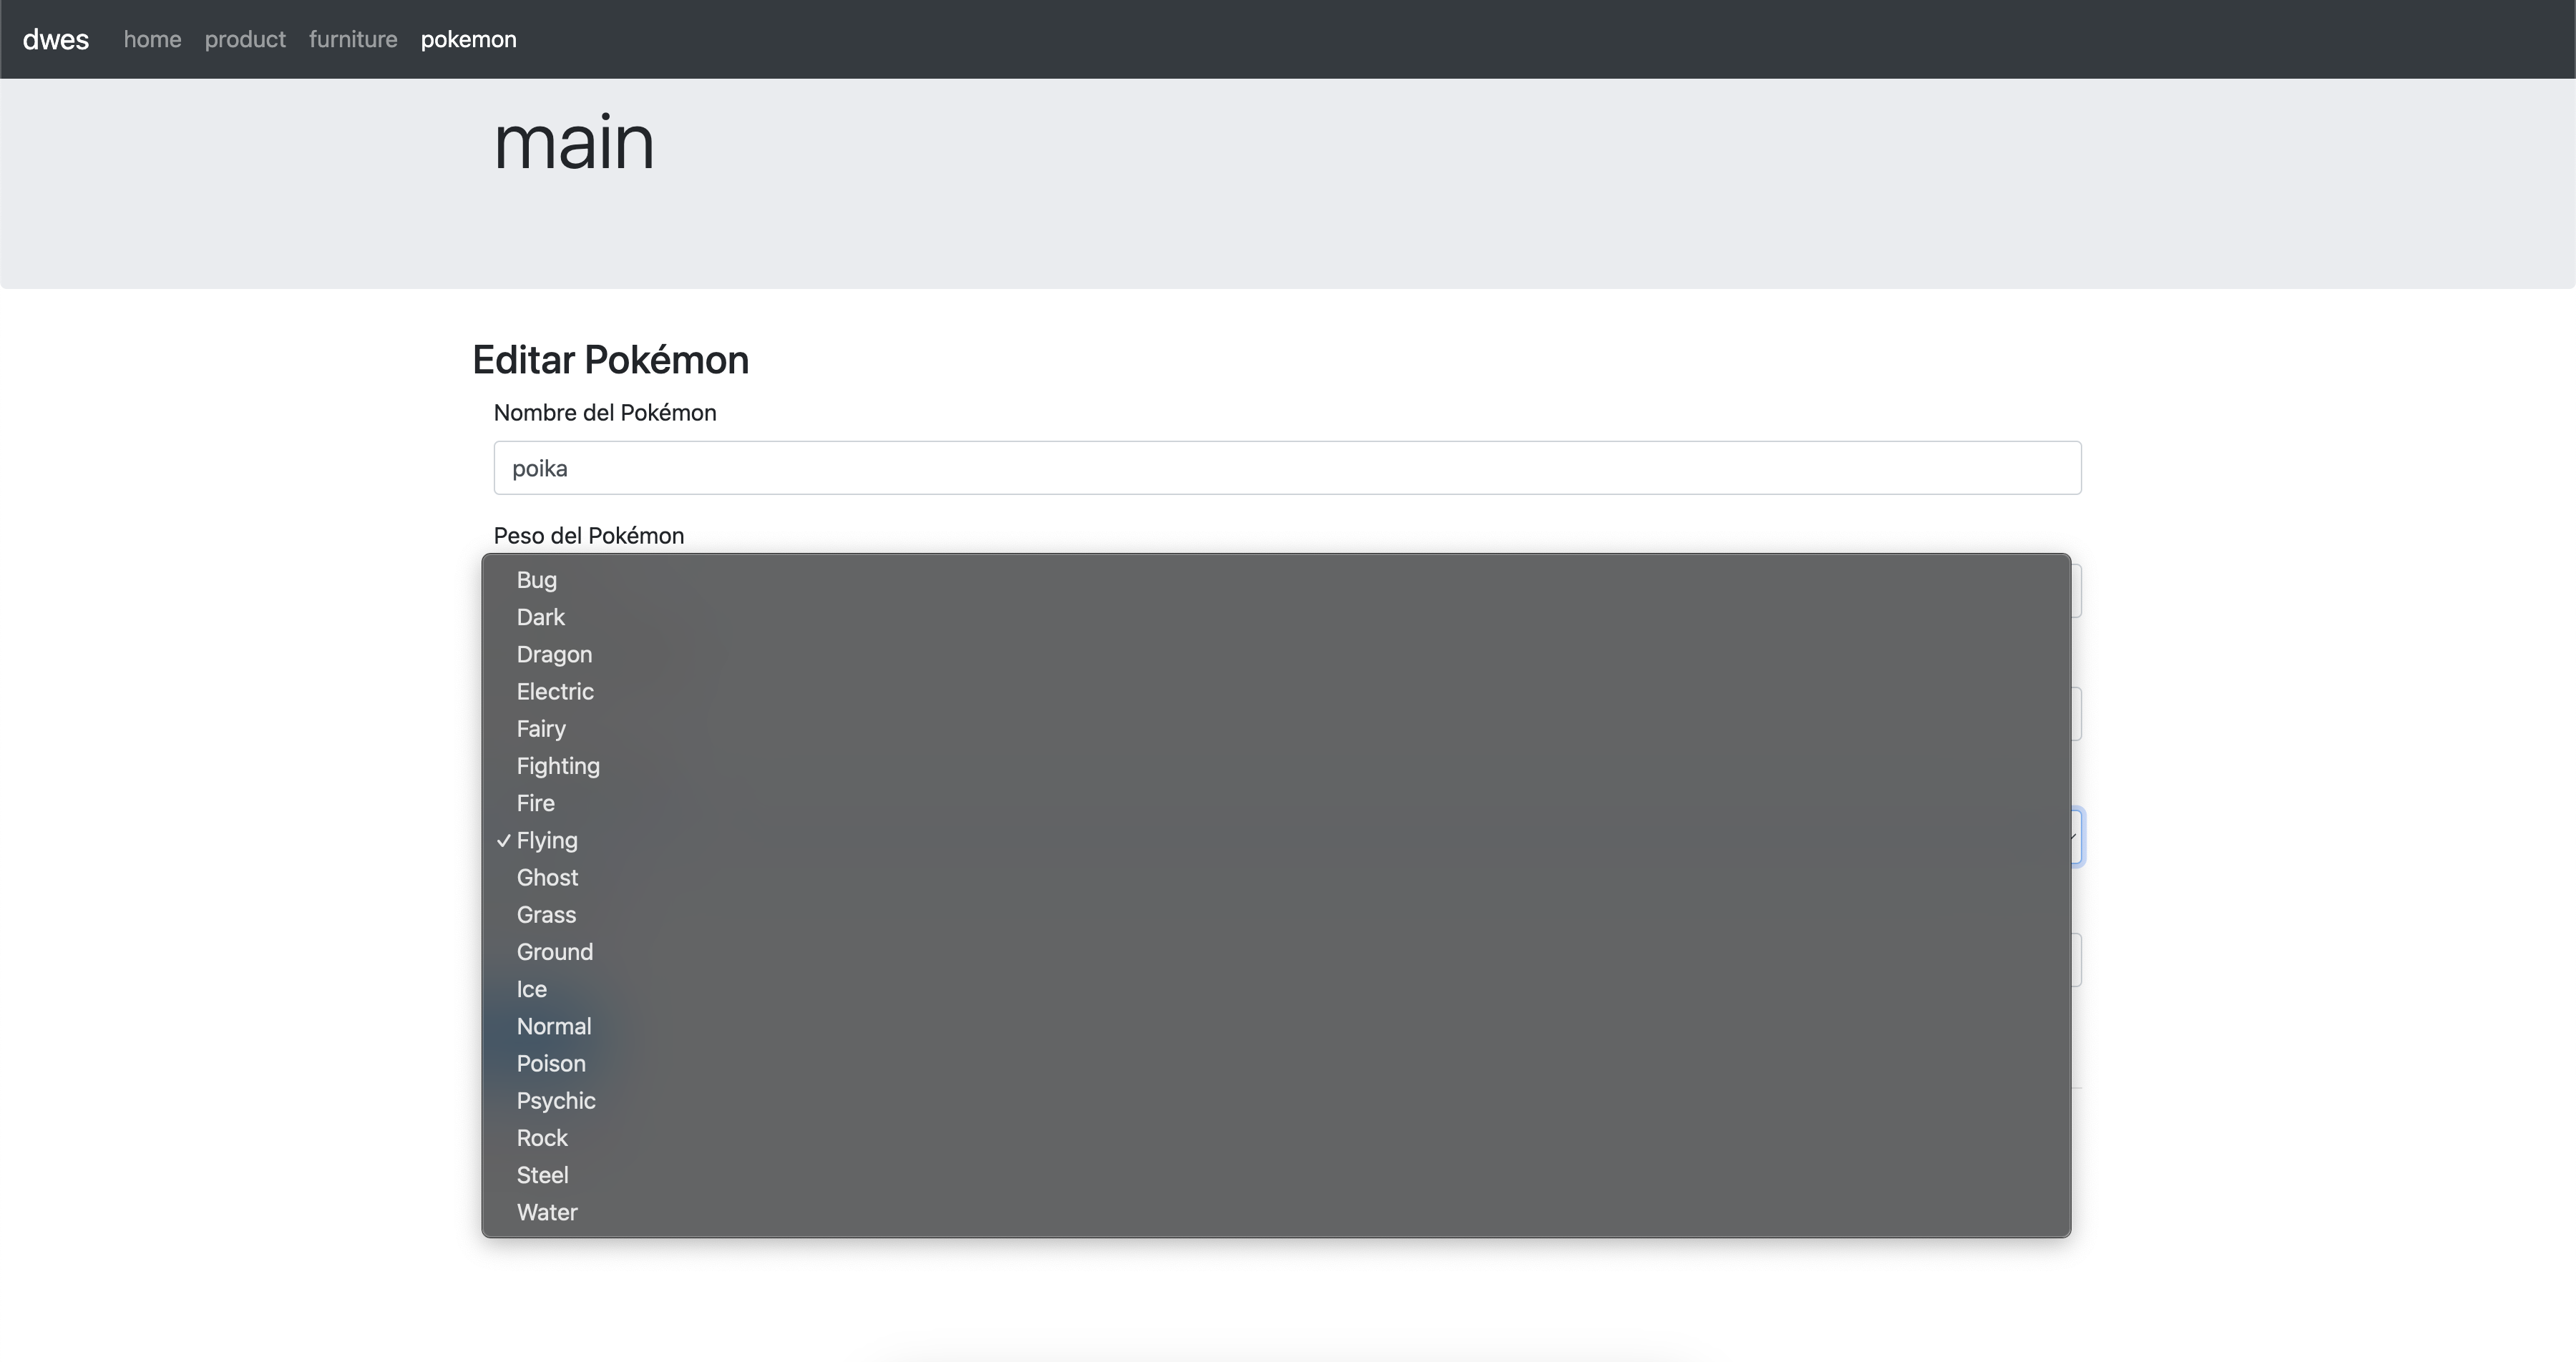 dwes home product furniture pokemon
main
Editar Pokémon
Nombre del Pokémon
poika
Peso del Pokémon
Bug
Dark
Dragon
Electric
Fairy
Fighting
Fire
✓ Flying
Ghost
Grass
Ground
Ice
Normal
Poison
Psychic
Rock
Steel
Water